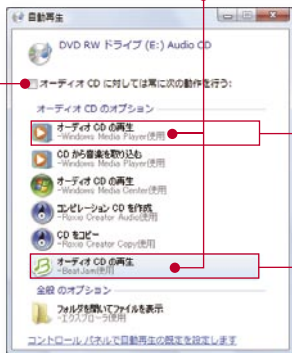 自動再生
DVD RW ドライブ (E:) Audio CD
オーディオ CD に対しては常に次の動作を行う:
オーディオ CD のオプション
オーディオ CD の再生
-Windows Media Player使用
CD から音楽を取り込む
-Windows Media Player使用
オーディオ CD の再生
-Windows Media Center使用
コンピレーション CD を作成
-Roxio Creator Audio使用
CD をコピー
-Roxio Creator Copy使用
オーディオ CD の再生
-BeatJam使用
全般 のオプション
フォルダを開いてファイルを表示
-エクスプローラ使用
コントロール パネルで自動再生の既定を設定します